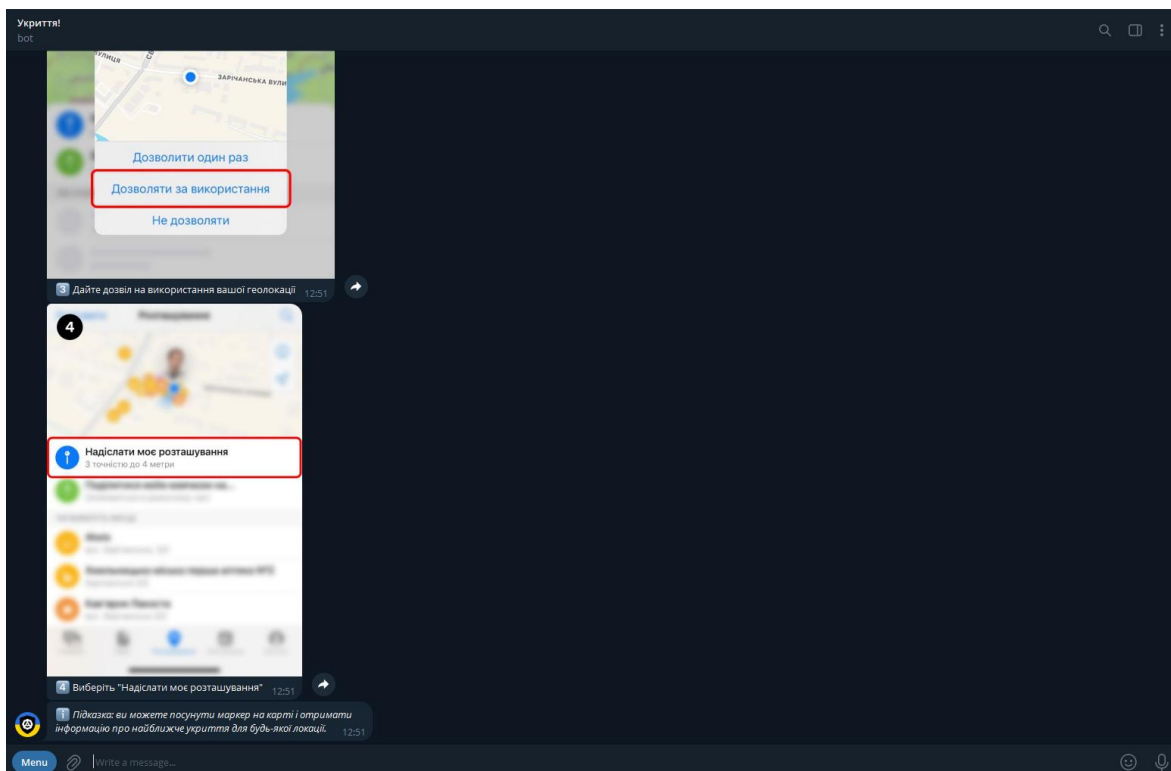 Укриття!
bot
ЗАРІЧАНСЬКА ВУЛИ
Дозволити один раз
Дозволяти за використання
Не дозволяти
3 Дайте дозвіл на використання вашої геолокації 12:51
4
Надіслати моє розташування
З точністю до 4 метри
4 Виберіть "Надіслати моє розташування" 12:51
i Підказка: ви можете посунути маркер на карті і отримати
інформацію про найближче укриття для будь-якої локації. 12:51
Menu
Write a message...